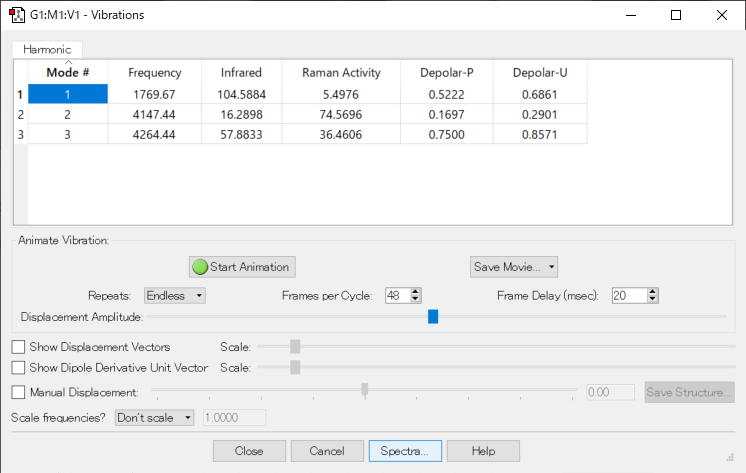 G1:M1:V1 - Vibrations
Harmonic
Mode # Frequency Infrared Raman Activity Depolar-P Depolar-U
1 1 1769.67 104.5884 5.4976 0.5222 0.6861
2 2 4147.44 16.2898 74.5696 0.1697 0.2901
3 3 4264.44 57.8833 36.4606 0.7500 0.8571
Animate Vibration:
Start Animation Save Movie...
Repeats: Endless Frames per Cycle: 48 Frame Delay (msec): 20
Displacement Amplitude:
Show Displacement Vectors Scale:
Show Dipole Derivative Unit Vector Scale:
Manual Displacement: 0.00 Save Structure...
Scale frequencies? Don't scale 1.0000
Close Cancel Spectra... Help